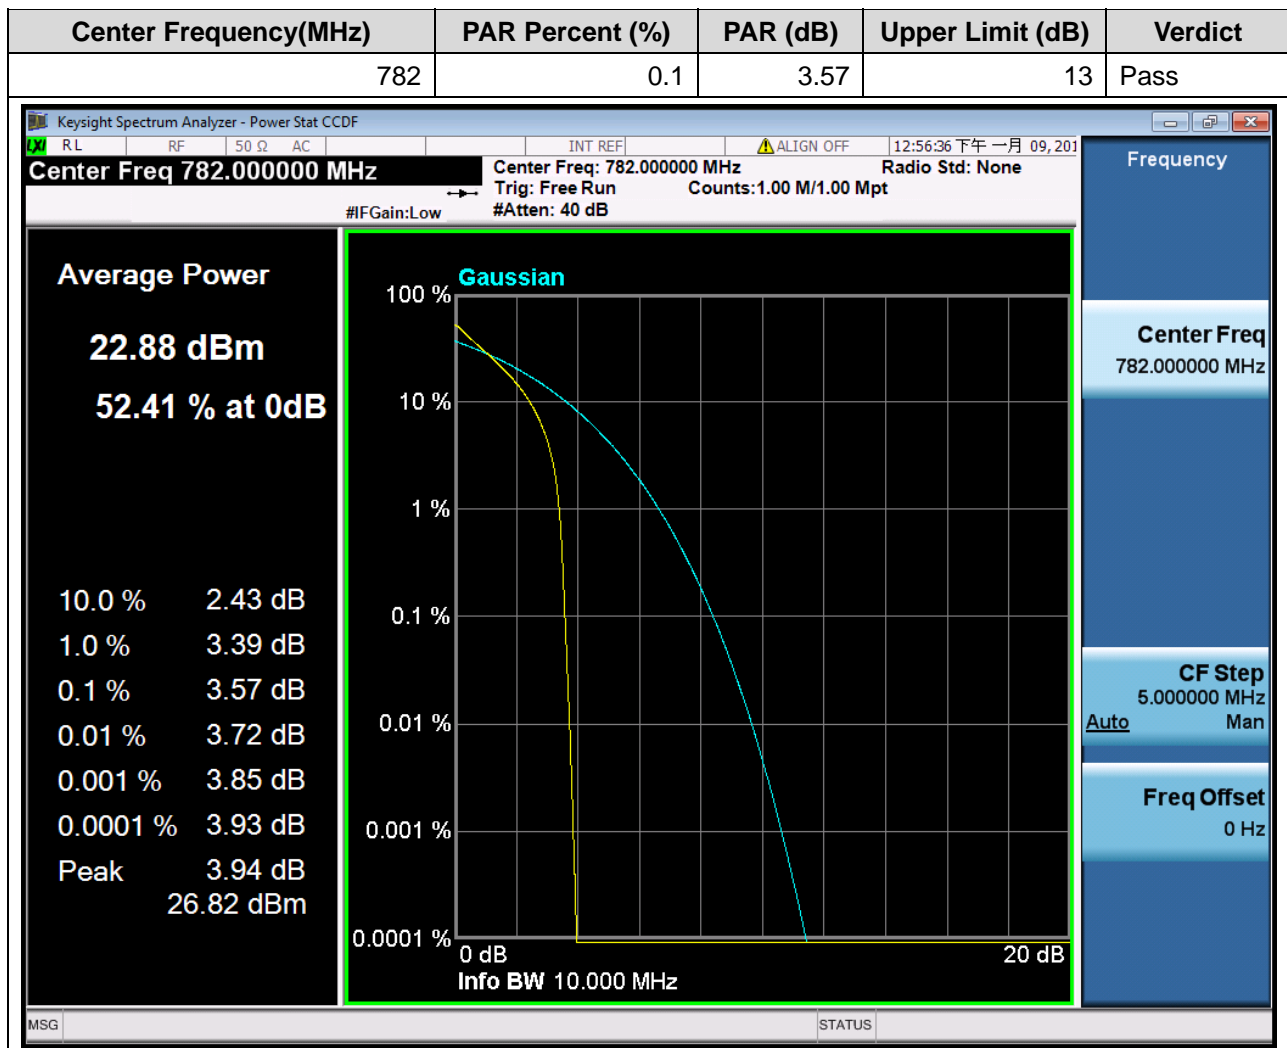 Center Frequency(MHz) PAR Percent (%) PAR (dB) Upper Limit (dB) Verdict
782 0.1 3.57 13 Pass
Keysight Spectrum Analyzer - Power Stat CCDF
LXI RL RF 50 Ω AC INT REF ALIGN OFF 12:56:36 下午 一月 09, 201
Center Freq 782.000000 MHz
Center Freq: 782.000000 MHz Radio Std: None
Trig: Free Run Counts:1.00 M/1.00 Mpt
#IFGain:Low #Atten: 40 dB
Frequency
Average Power
22.88 dBm
52.41 % at 0dB
10.0 % 2.43 dB
1.0 % 3.39 dB
0.1 % 3.57 dB
0.01 % 3.72 dB
0.001 % 3.85 dB
0.0001 % 3.93 dB
Peak 3.94 dB
26.82 dBm
Gaussian
100 %
10 %
1 %
0.1 %
0.01 %
0.001 %
0.0001 %
0 dB 20 dB
Info BW 10.000 MHz
Center Freq
782.000000 MHz
CF Step
5.000000 MHz
Auto Man
Freq Offset
0 Hz
MSG STATUS